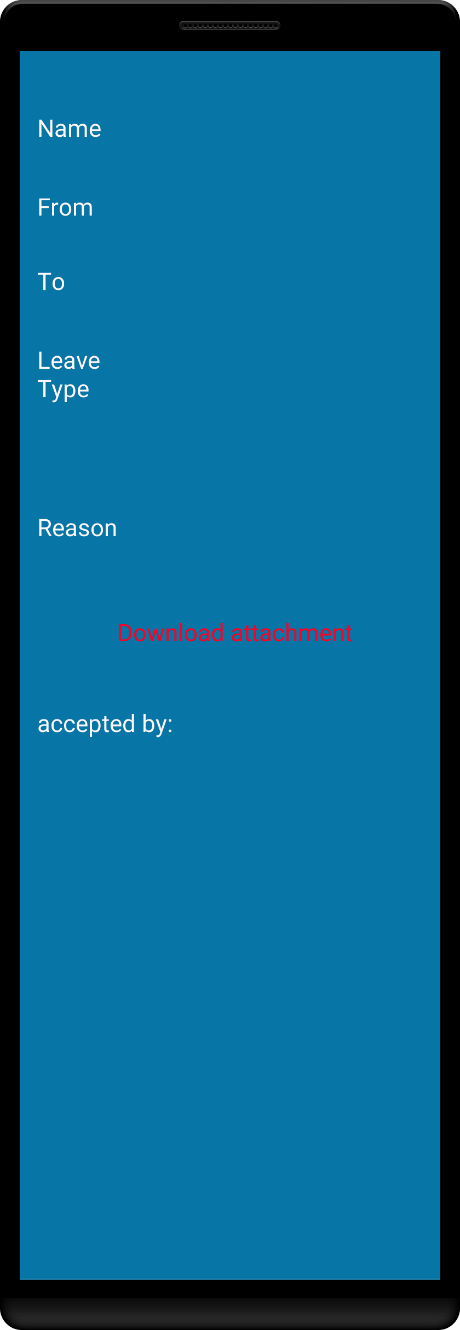 Name
From
To
Leave
Type
Reason
Download attachment
accepted by: